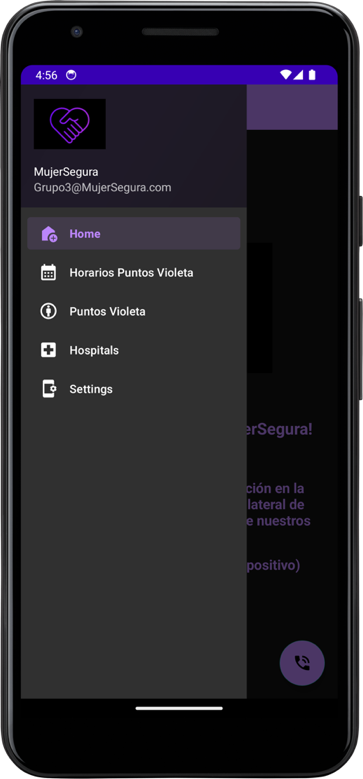 4:56
MujerSegura
Grupo3@MujerSegura.com
Home
Horarios Puntos Violeta
Puntos Violeta
Hospitals
Settings
erSegura!
ción en la
lateral de
e nuestros
positivo)